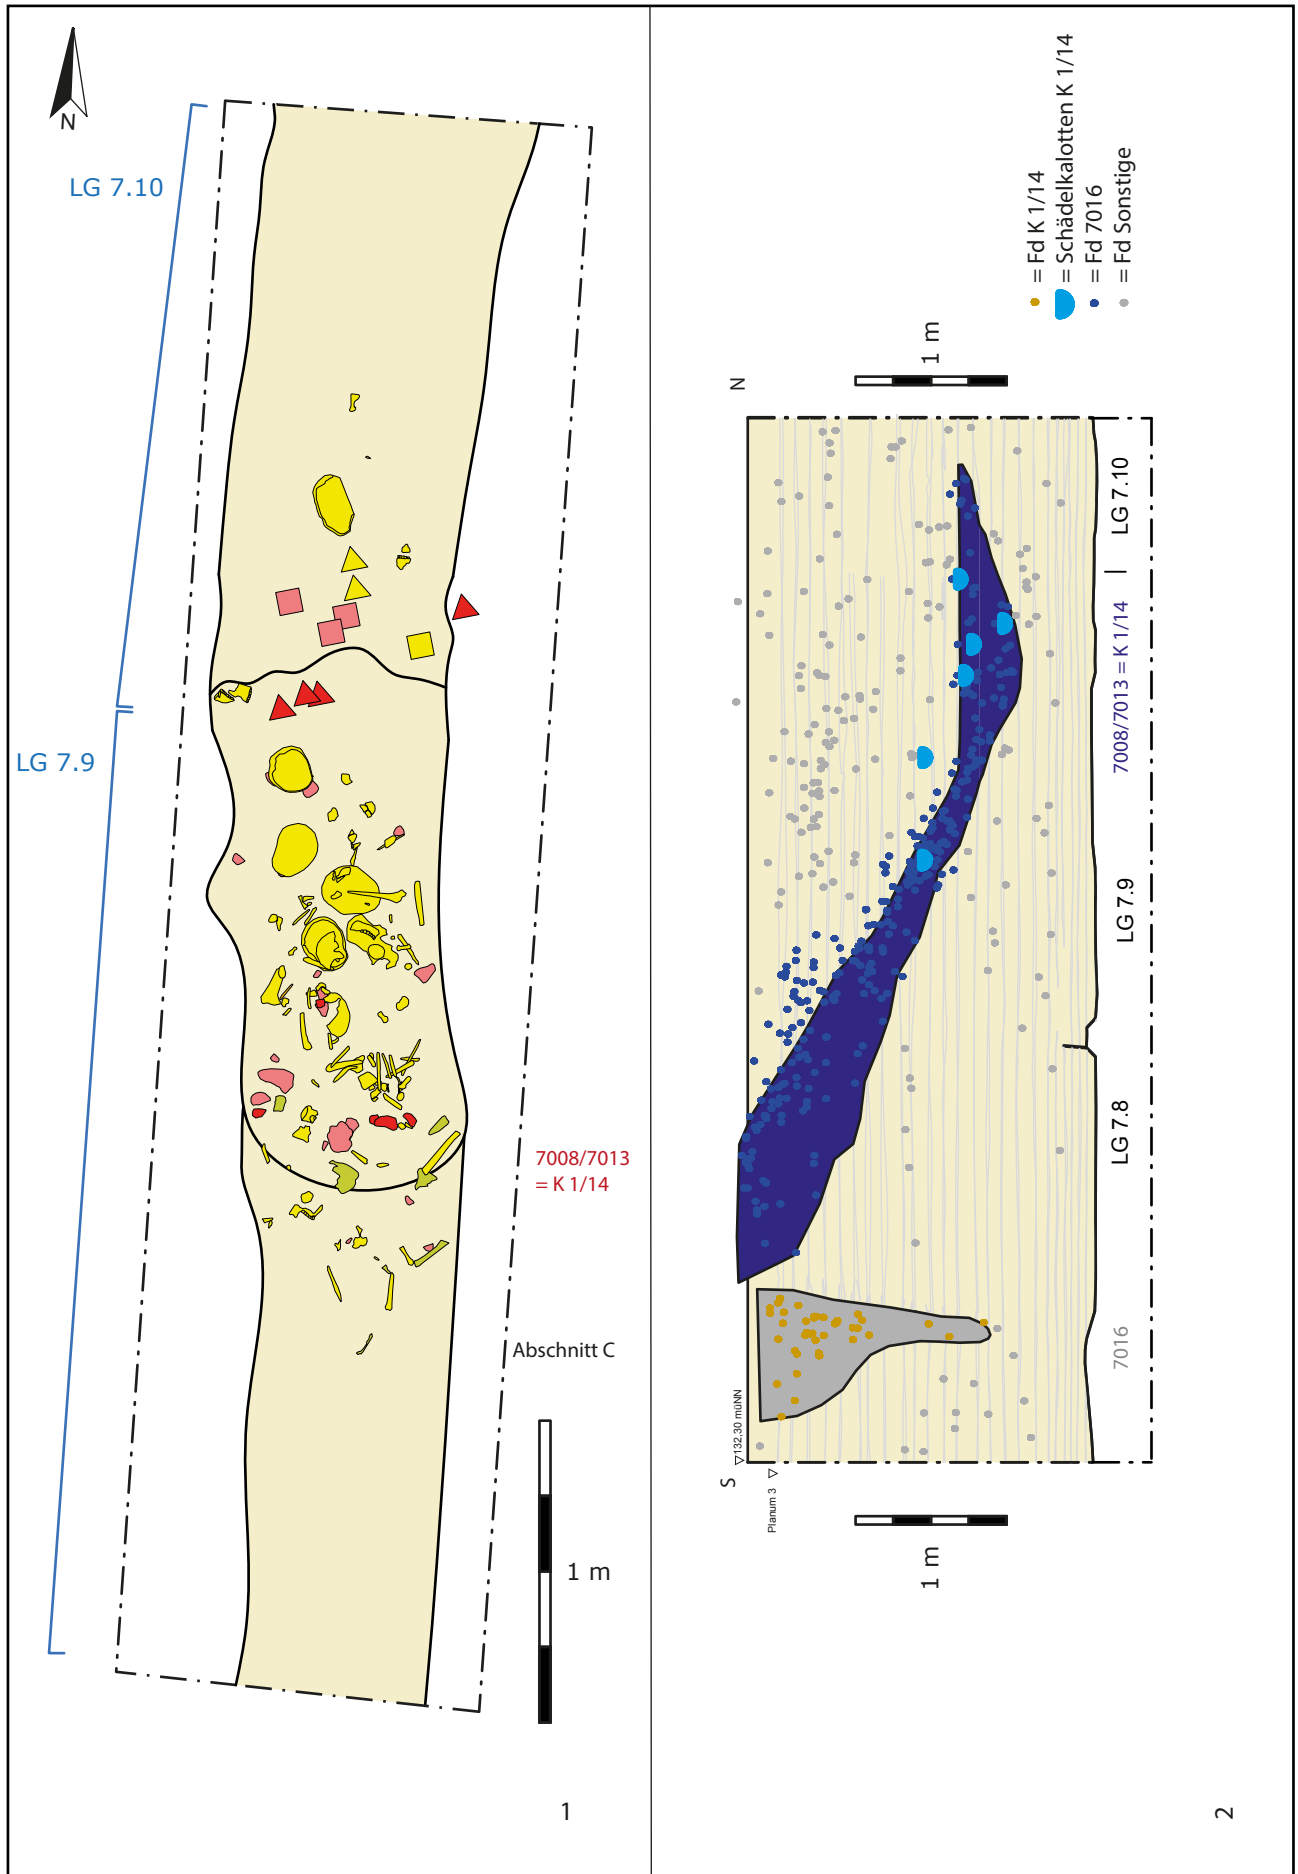 N
LG 7.10
LG 7.9
7008/7013
= K 1/14
Abschnitt C
1 m
1
= Fd K 1/14
= Schädelkalotten K 1/14
= Fd 7016
= Fd Sonstige
1 m
N
S
132,30 müNN
Planum 3
7016
LG 7.8
LG 7.9
7008/7013 = K 1/14
LG 7.10
1 m
2